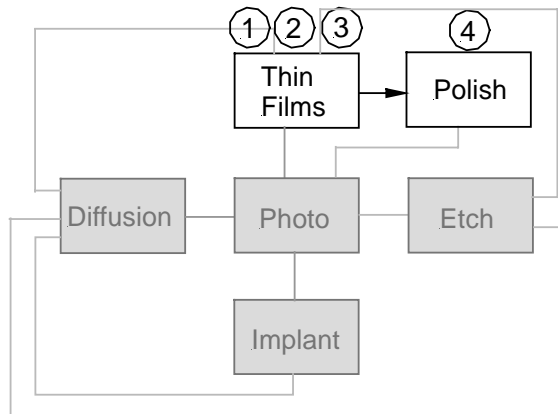 1 2 3 4
Thin
Films
Polish
Diffusion
Photo
Etch
Implant